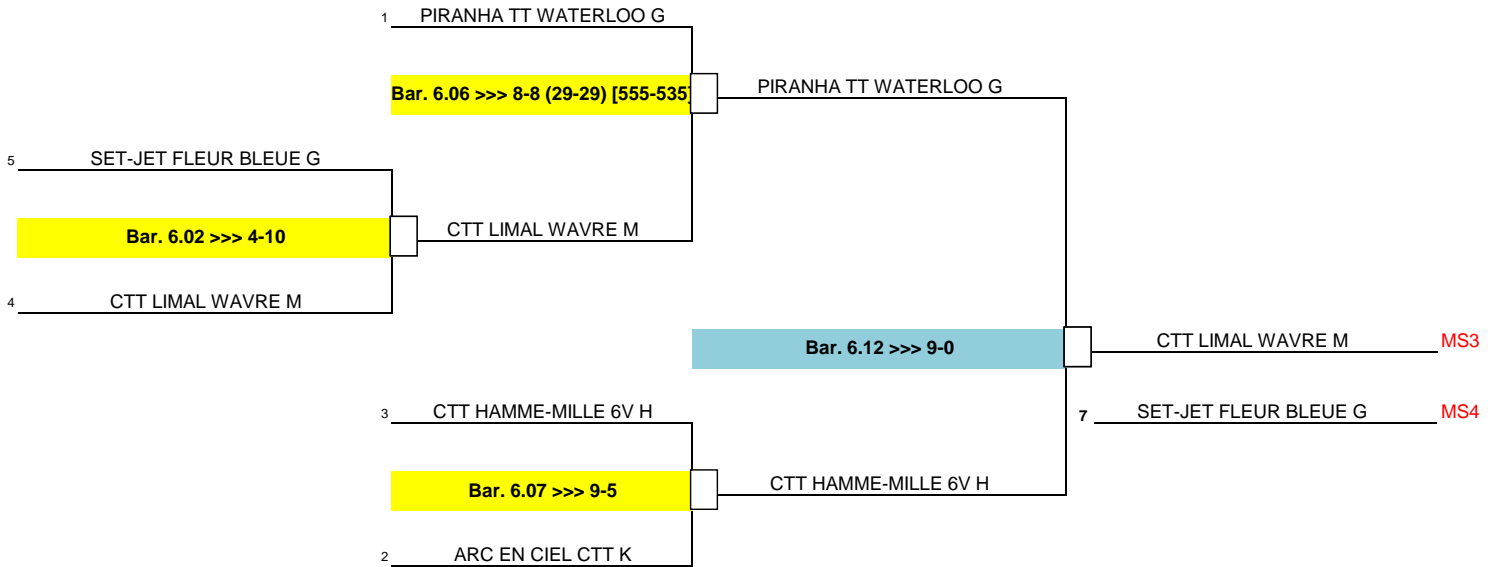 1 PIRANHA TT WATERLOO G
Bar. 6.06 >>> 8-8 (29-29) [555-535]
PIRANHA TT WATERLOO G
5 SET-JET FLEUR BLEUE G
Bar. 6.02 >>> 4-10
CTT LIMAL WAVRE M
4 CTT LIMAL WAVRE M
Bar. 6.12 >>> 9-0
CTT LIMAL WAVRE M MS3
3 CTT HAMME-MILLE 6V H
7 SET-JET FLEUR BLEUE G MS4
Bar. 6.07 >>> 9-5
CTT HAMME-MILLE 6V H
2 ARC EN CIEL CTT K